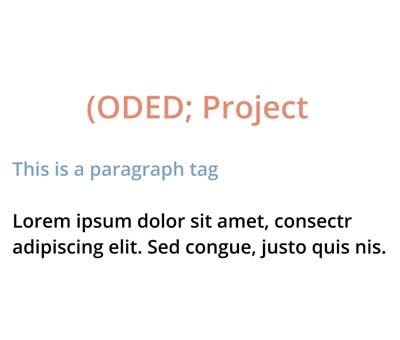 (ODED; Project
This is a paragraph tag
Lorem ipsum dolor sit amet, consectr
adipiscing elit. Sed congue, justo quis nis.